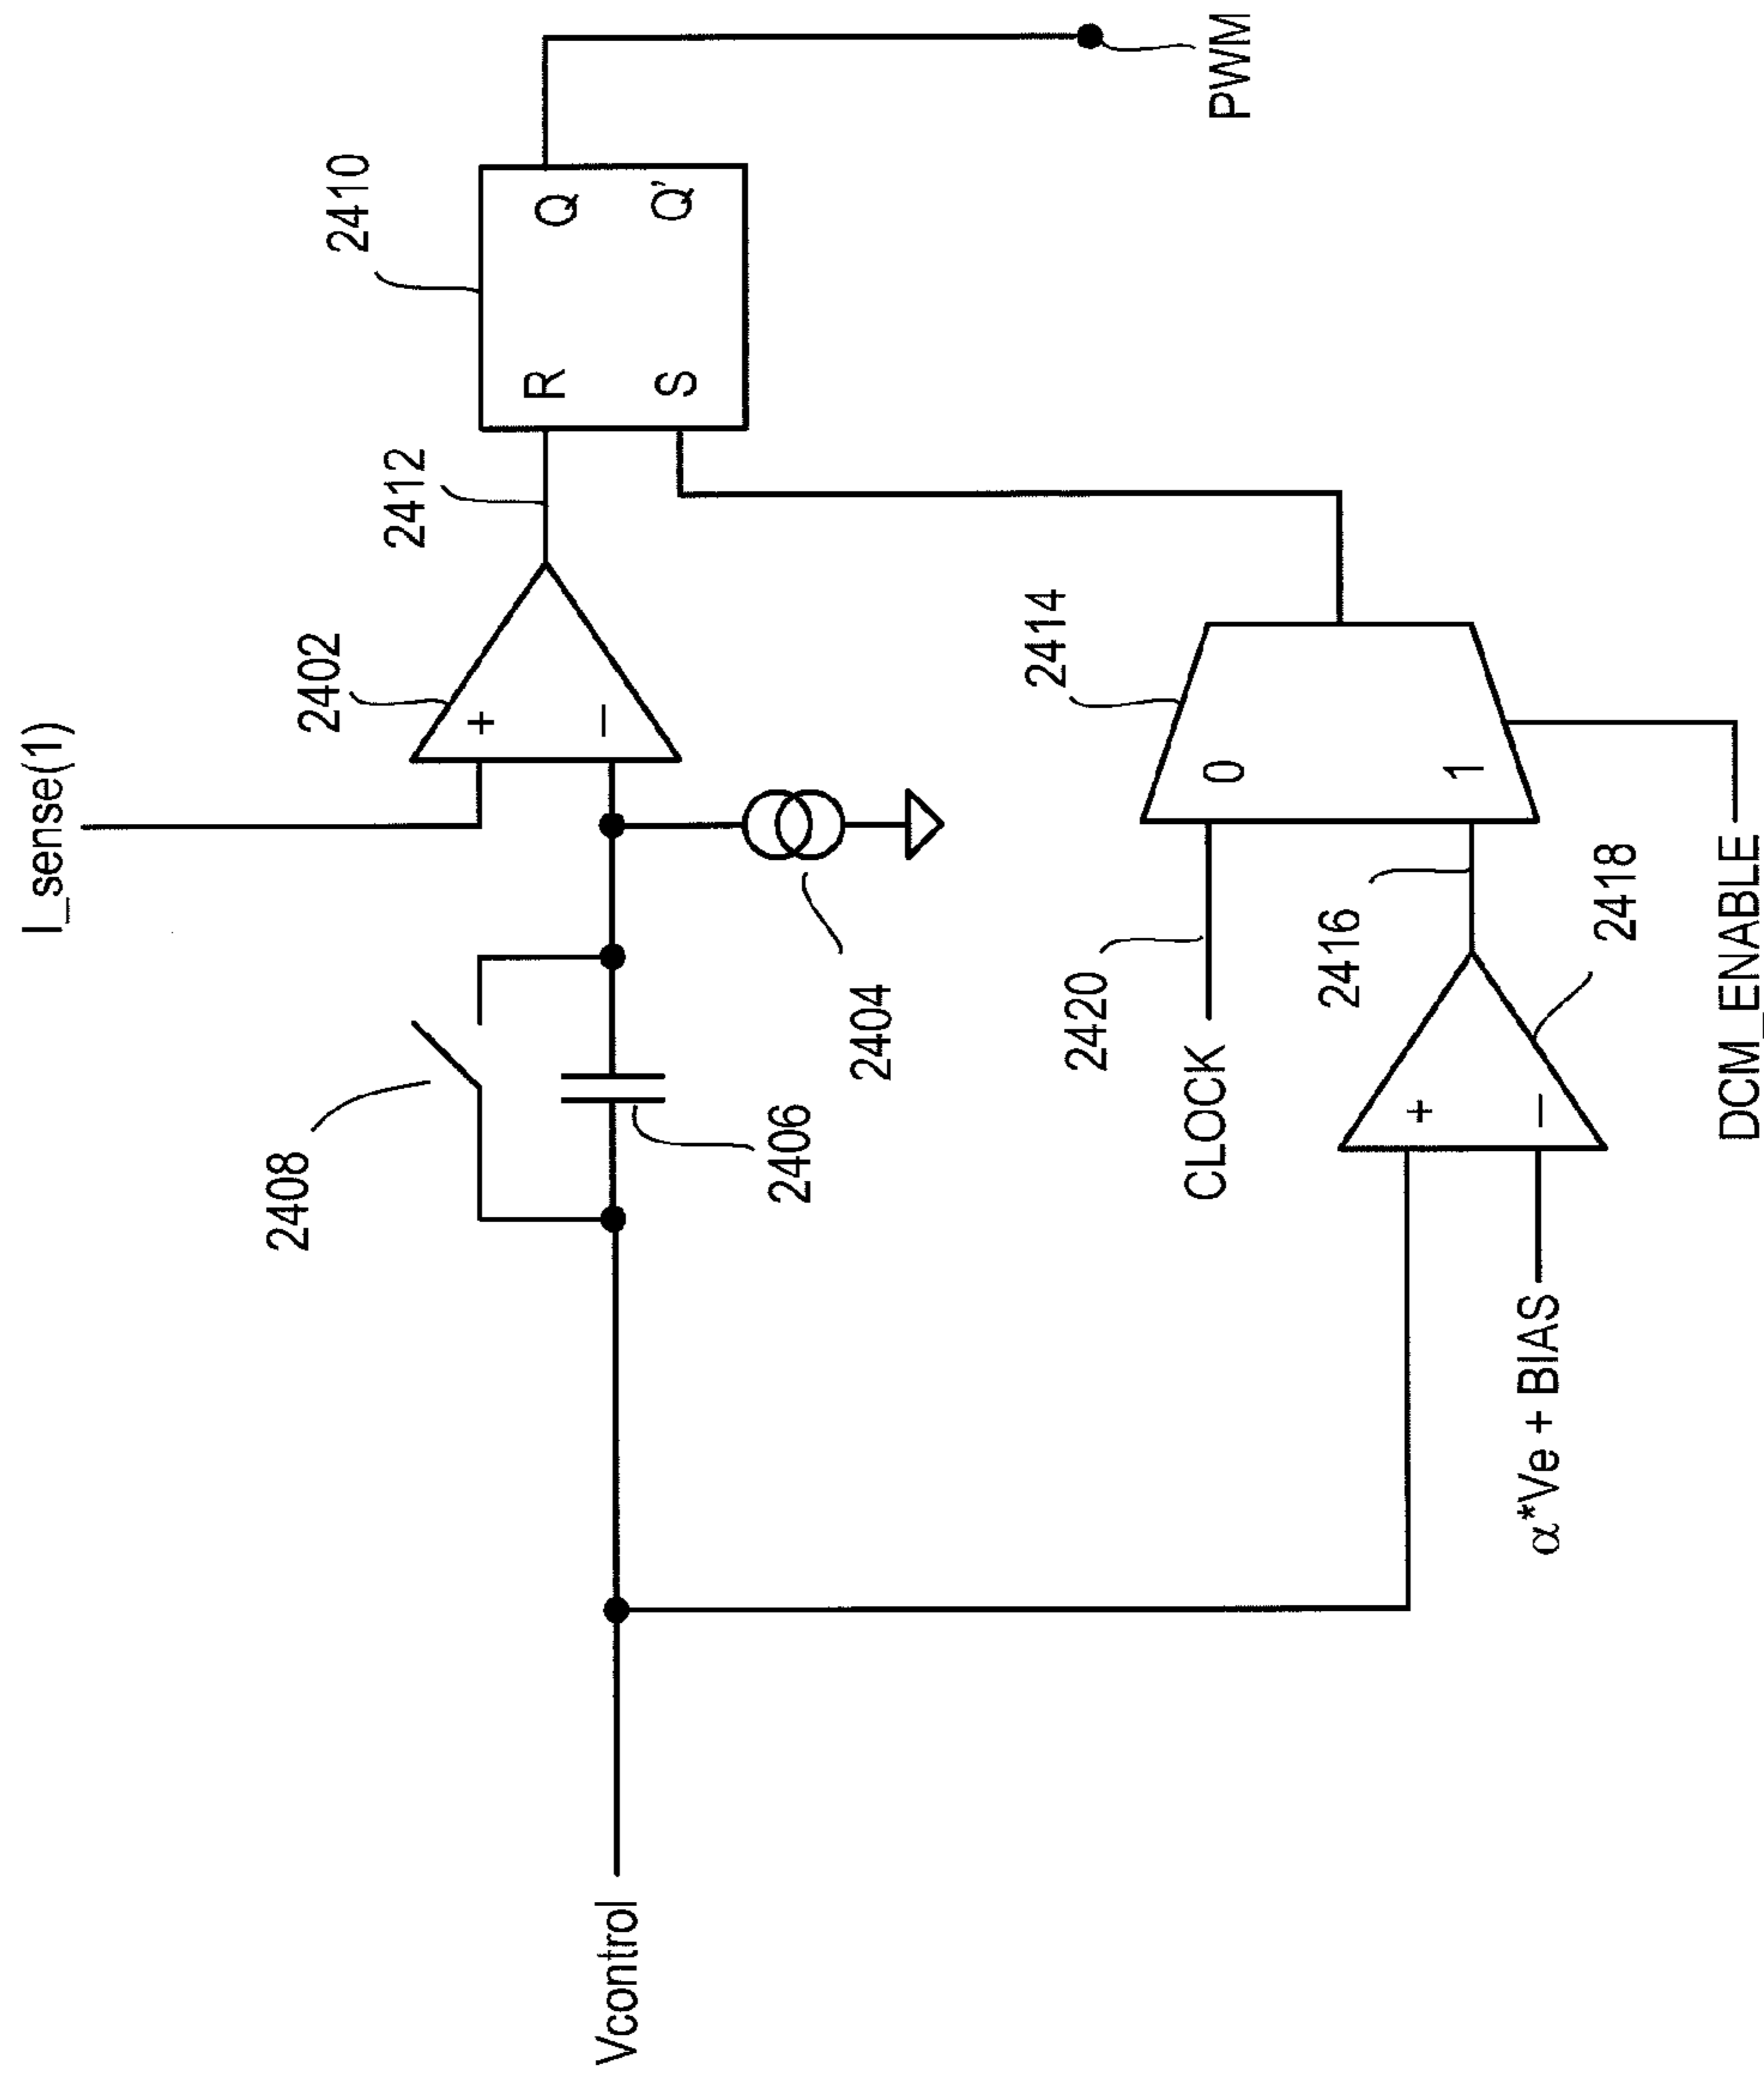 I_sense(1)
2410
R
Q
S
Q'
PWM
2412
2402
+
−
2408
2406
2404
2414
0
1
2420
CLOCK
2416
2418
+
−
α*Ve + BIAS
DCM_ENABLE
Vcontrol